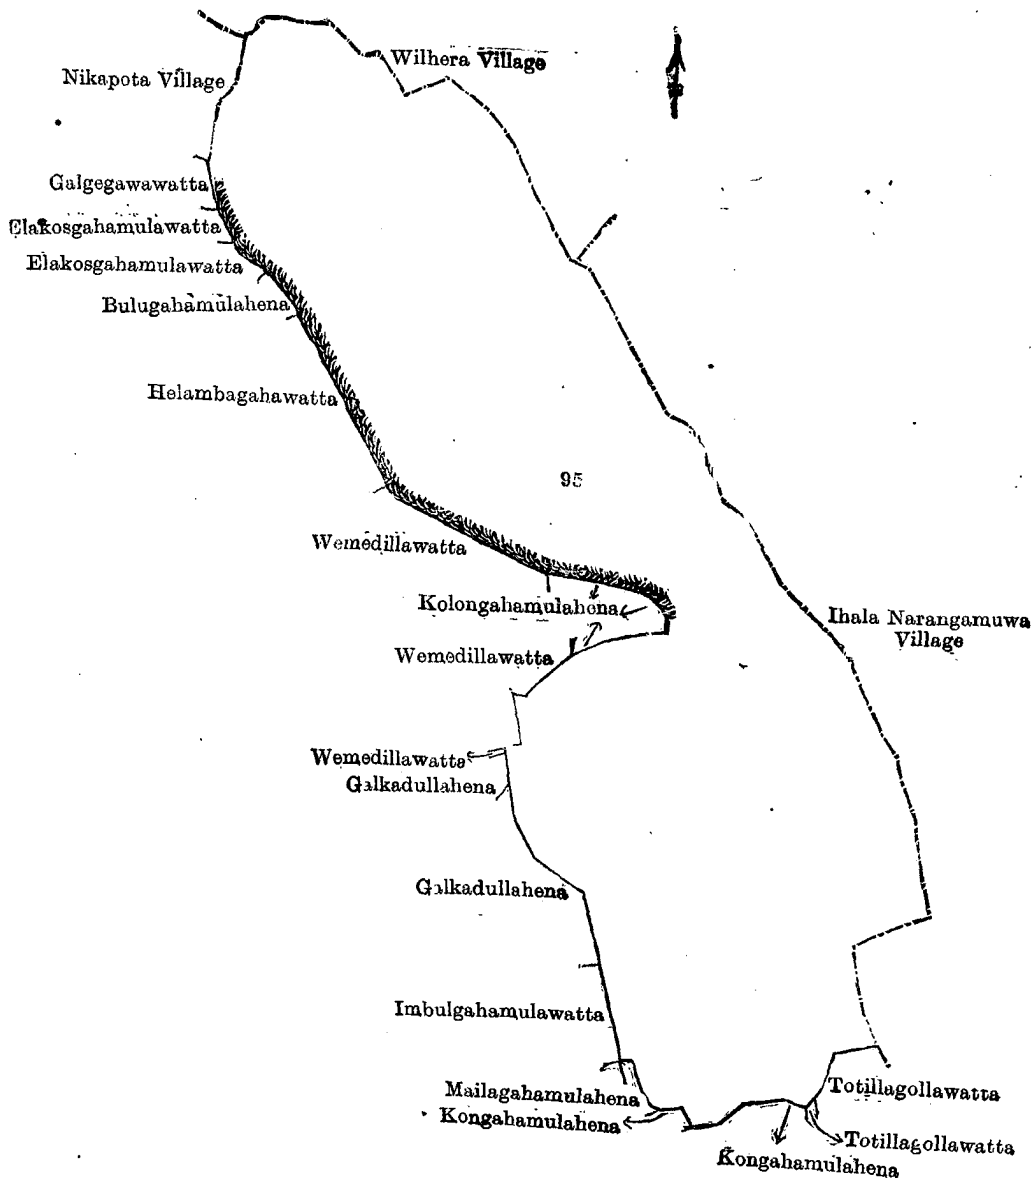 Wilhera Village
Nikapota Village
Galgegawawatta
Elakosgahamulawatta
Elakosgahamulawatta
Bulugahamulahena
Helambagahawatta
95
Wemedillawatta
Kolongahamulahena
Ihala Narangamuwa
Village
Wemedillawatta
Wemedillawatta
Galkadullahena
Galkadullahena
Imbulgahamulawatta
Mailagahamulahena
Totillagollawatta
Kongahamulahena
Totillagollawatta
Kongahamulahena